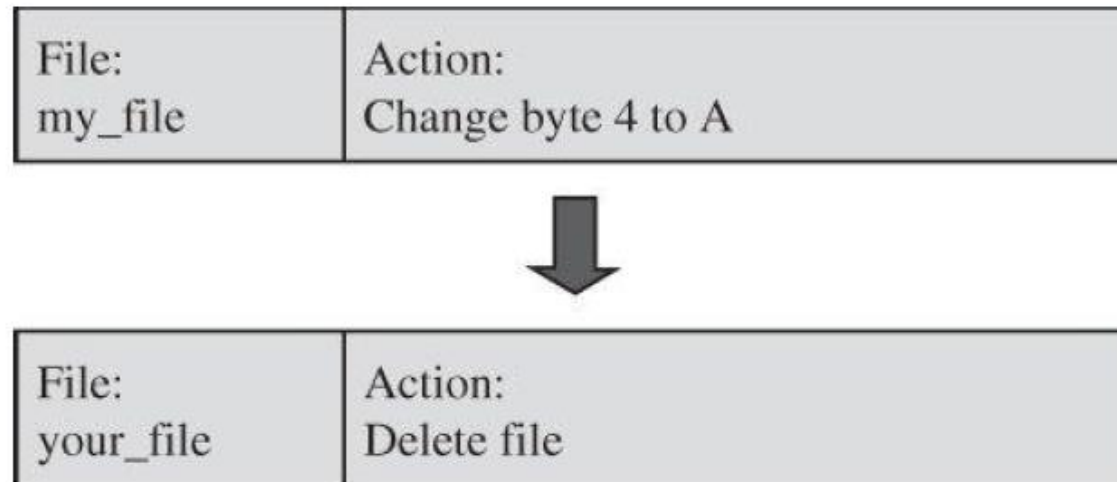 File:
my_file
Action:
Change byte 4 to A
File:
your_file
Action:
Delete file